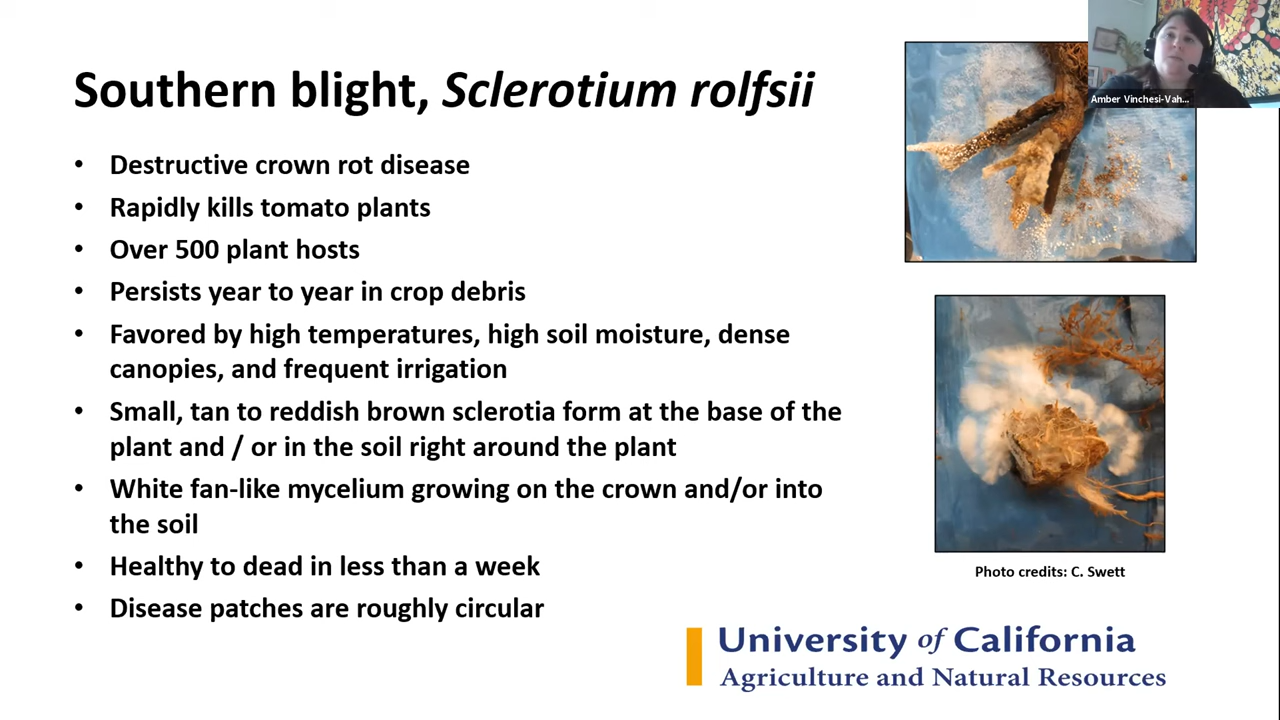 Southern blight, Sclerotium rolfsii
• Destructive crown rot disease
• Rapidly kills tomato plants
• Over 500 plant hosts
• Persists year to year in crop debris
• Favored by high temperatures, high soil moisture, dense
canopies, and frequent irrigation
• Small, tan to reddish brown sclerotia form at the base of the
plant and / or in the soil right around the plant
• White fan-like mycelium growing on the crown and/or into
the soil
• Healthy to dead in less than a week
• Disease patches are roughly circular
Amber Vinchesi-Vah...
Photo credits: C. Swett
University of California
Agriculture and Natural Resources